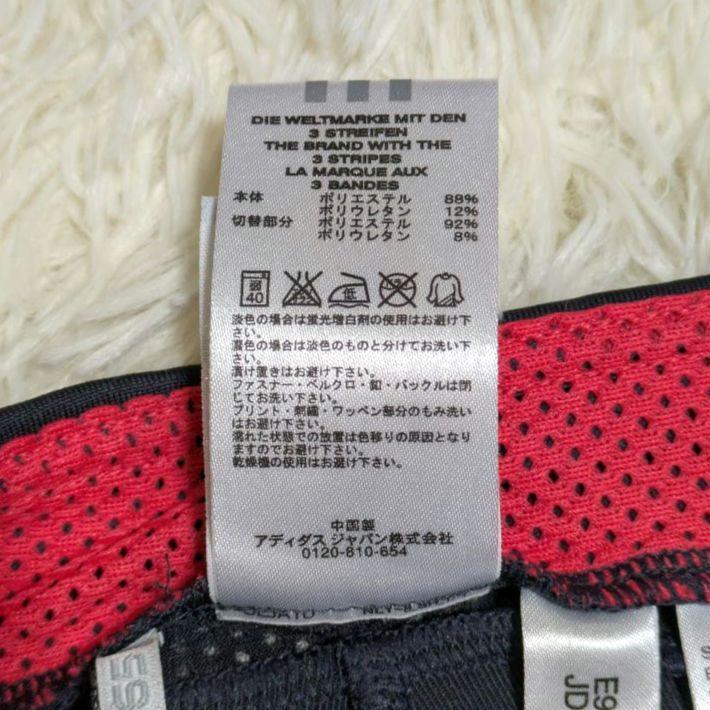 DIE WELTMARKE MIT DEN
3 STREIFEN
THE BRAND WITH THE
3 STRIPES
LA MARQUE AUX
3 BANDES
本体 ポリエステル 88%
ポリウレタン 12%
切替部分 ポリエステル 92%
ポリウレタン 8%
弱
40
低
淡色の場合は蛍光増白剤の使用はお避け下
さい。
濃色の場合は淡色のものと分けてお洗い下
さい。
漬け置きはお避け下さい。
ファスナー・ベルクロ・釦・バックルは閉
じてお洗い下さい。
プリント・刺繍・ワッペン部分のもみ洗い
はお避け下さい。
濡れた状態での放置は色移りの原因となり
ますのでお避け下さい。
乾燥機の使用はお避け下さい。
中国製
アディダス ジャパン株式会社
0120-810-654
E9
JD